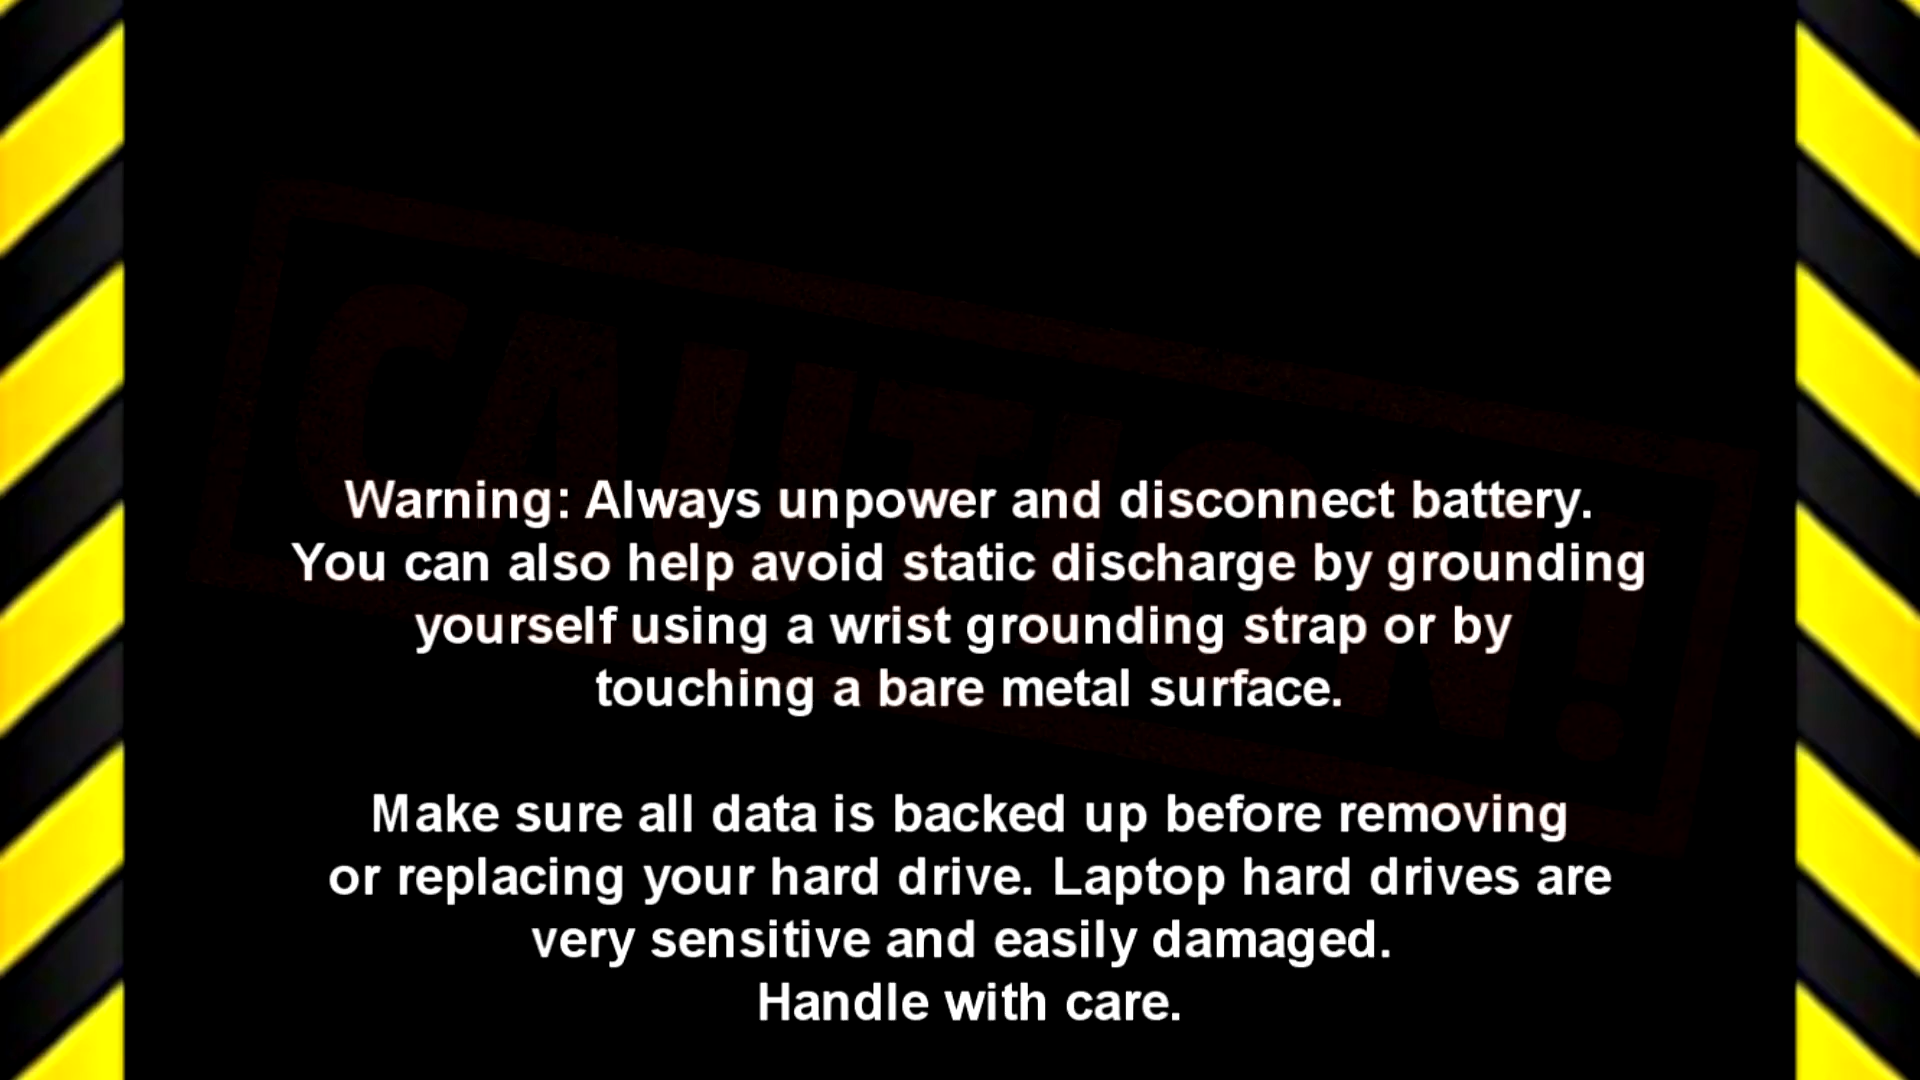 CAUTION!
Warning: Always unpower and disconnect battery.
You can also help avoid static discharge by grounding
yourself using a wrist grounding strap or by
touching a bare metal surface.
Make sure all data is backed up before removing
or replacing your hard drive. Laptop hard drives are
very sensitive and easily damaged.
Handle with care.